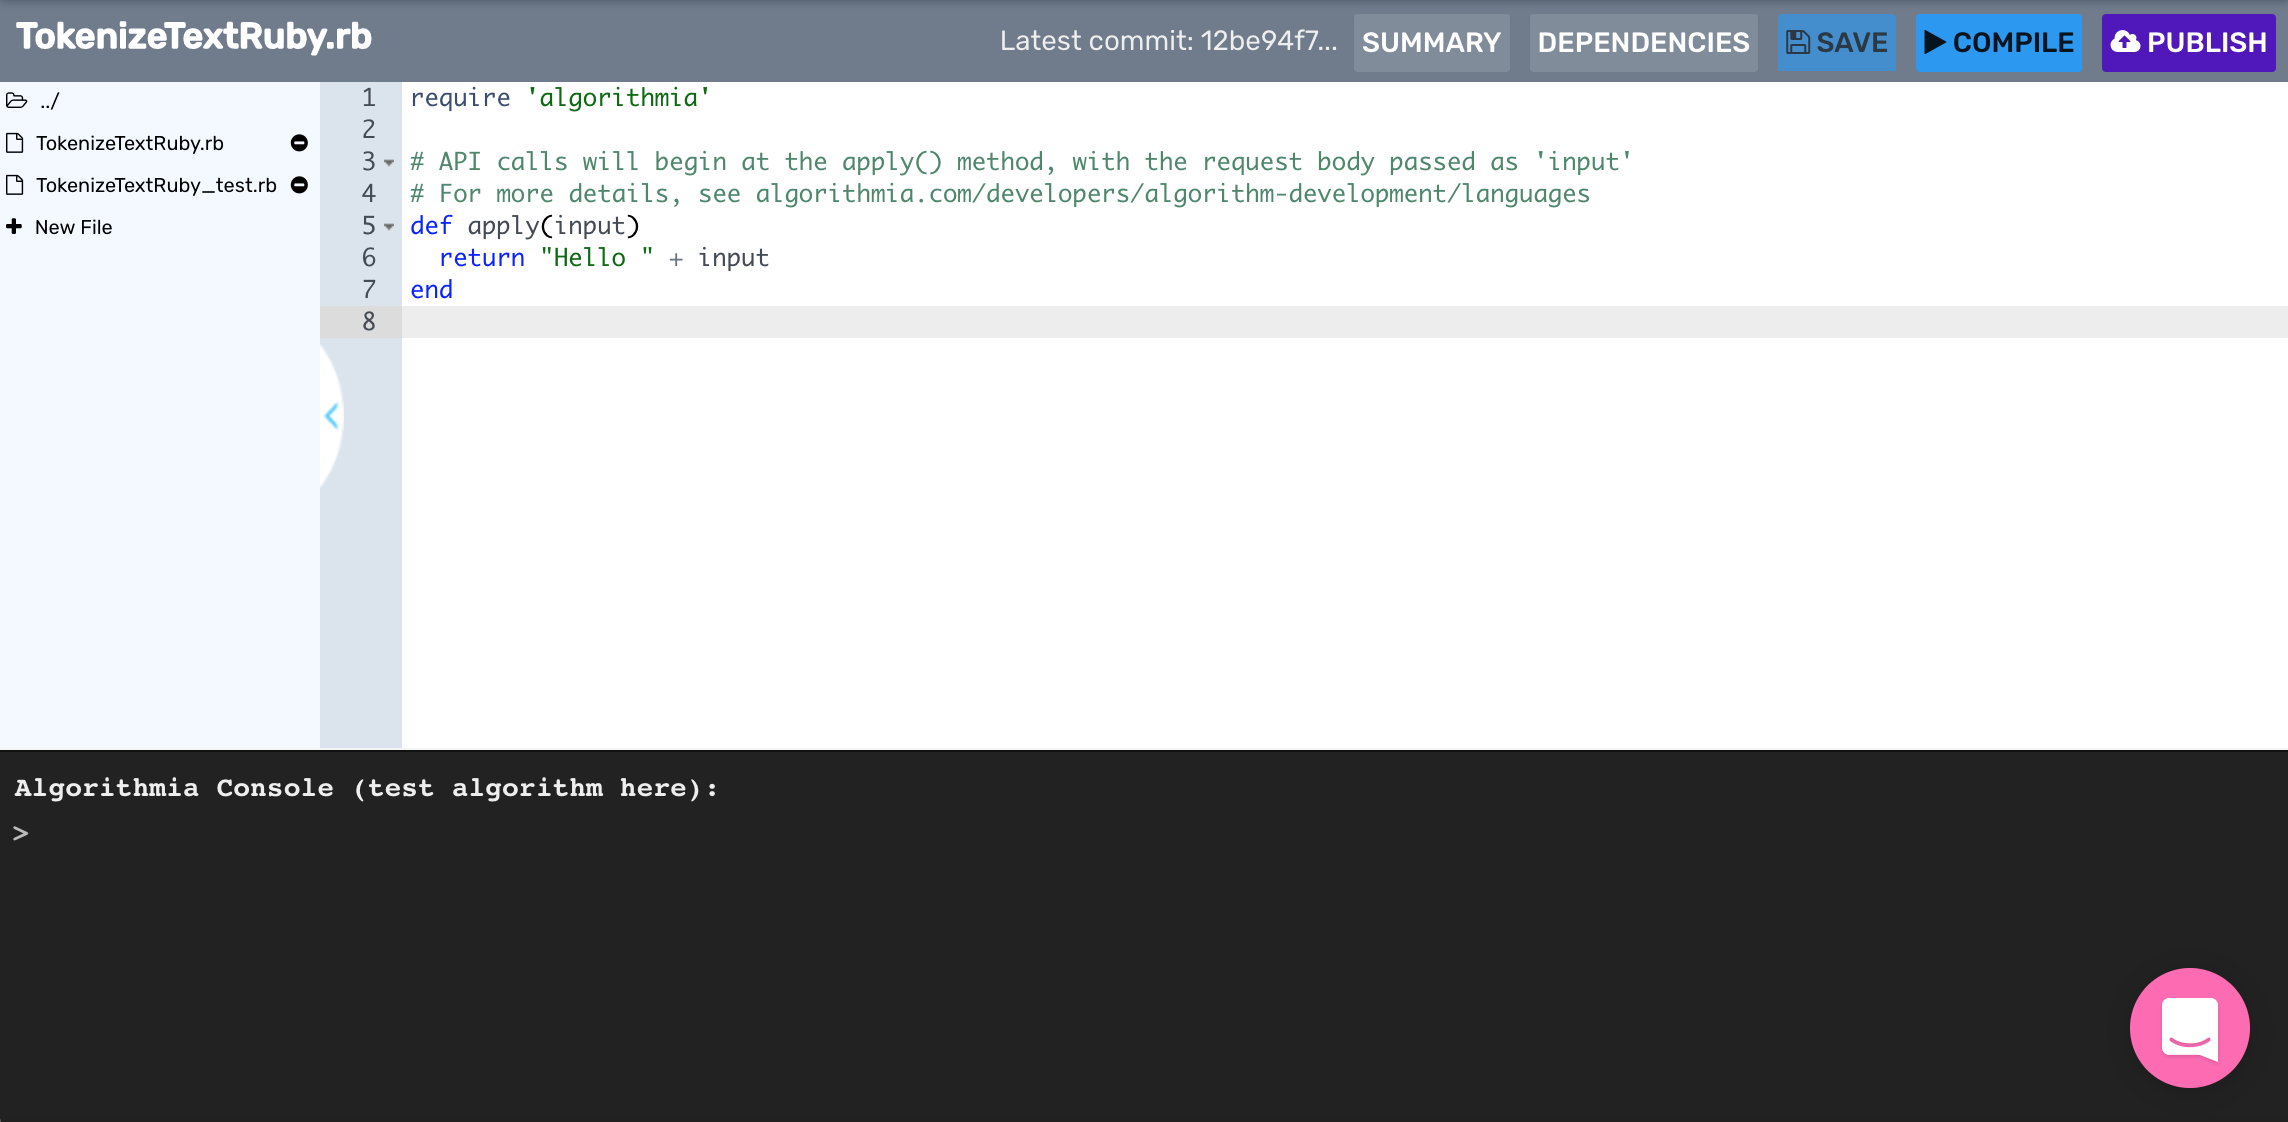 TokenizeTextRuby.rb
Latest commit: 12be94f7... SUMMARY DEPENDENCIES SAVE COMPILE PUBLISH
../
TokenizeTextRuby.rb
TokenizeTextRuby_test.rb
New File
1 require 'algorithmia'
2
3 # API calls will begin at the apply() method, with the request body passed as 'input'
4 # For more details, see algorithmia.com/developers/algorithm-development/languages
5 def apply(input)
6   return "Hello " + input
7 end
8
Algorithmia Console (test algorithm here):
>